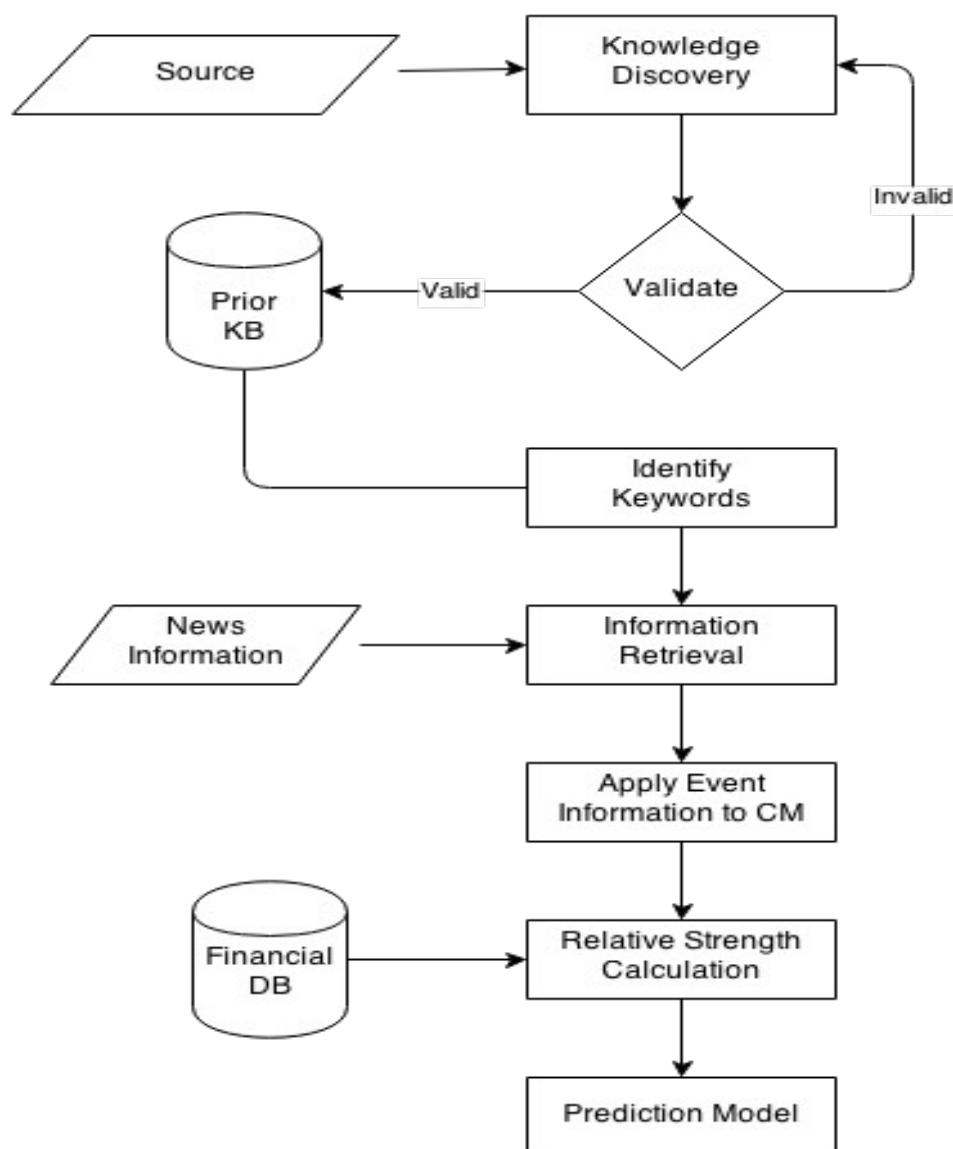 Source
Knowledge
Discovery
Invalid
Prior
KB
Valid
Validate
Identify
Keywords
News
Information
Information
Retrieval
Apply Event
Information to CM
Financial
DB
Relative Strength
Calculation
Prediction Model